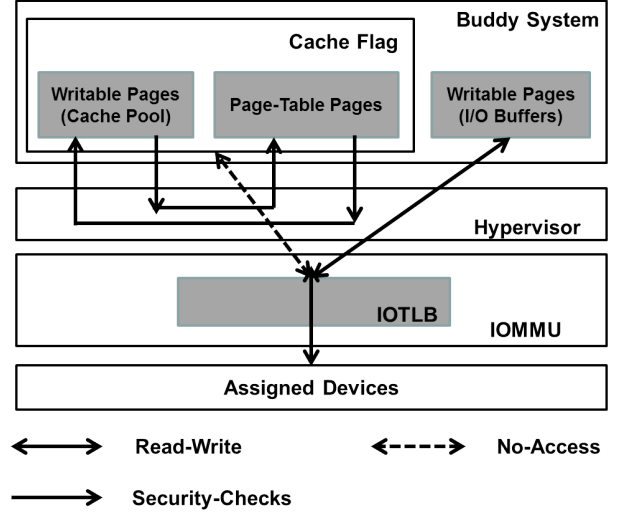 Buddy System
Cache Flag
Writable Pages
(Cache Pool)
Page-Table Pages
Writable Pages
(I/O Buffers)
Hypervisor
IOTLB
IOMMU
Assigned Devices
Read-Write
No-Access
Security-Checks